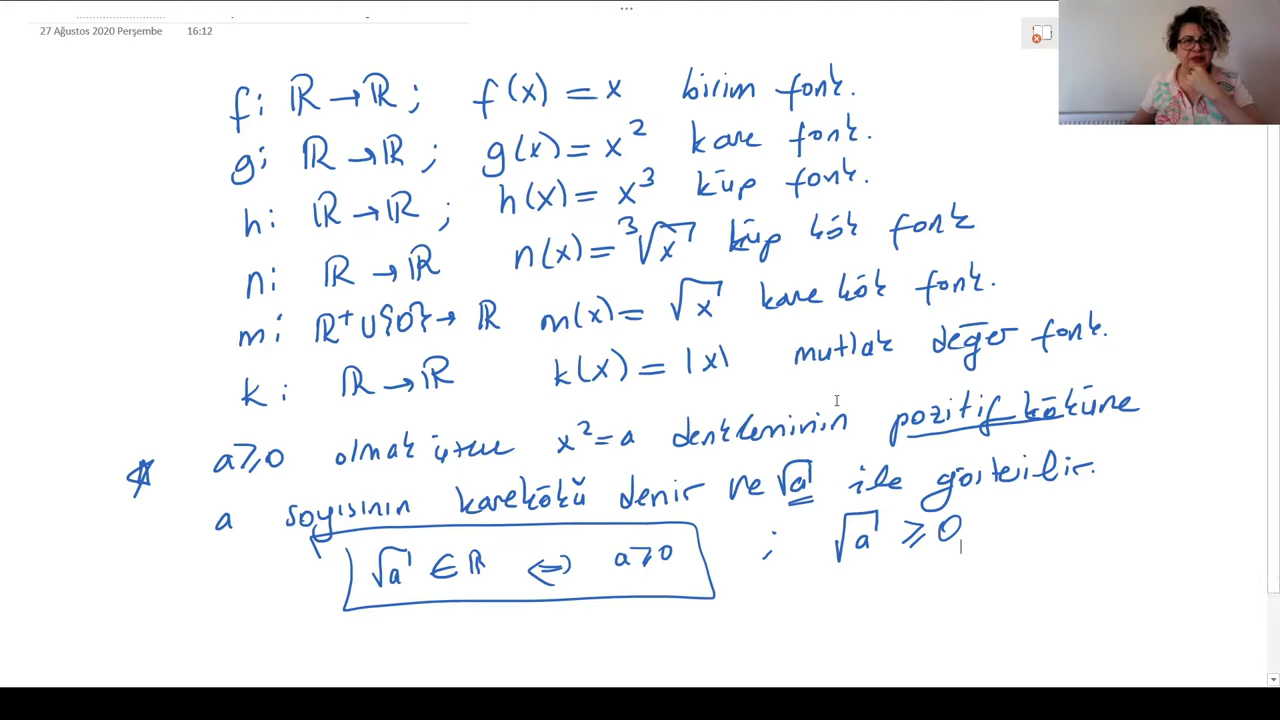 27 Ağustos 2020 Perşembe 16:12
f: ℝ → ℝ ; f(x) = x birim fonk.
g: ℝ → ℝ ; g(x) = x² kare fonk.
h: ℝ → ℝ ; h(x) = x³ küp fonk.
n: ℝ → ℝ n(x) = ³√x küp kök fonk
m: ℝ⁺∪{0} → ℝ m(x) = √x kare kök fonk.
k: ℝ → ℝ k(x) = |x| mutlak değer fonk.
a ≥ 0 olmak üzere x² = a denkleminin pozitif köküne
a sayısının karekökü denir ve √a ile gösterilir.
√a ∈ ℝ ⇔ a ≥ 0 ; √a ≥ 0